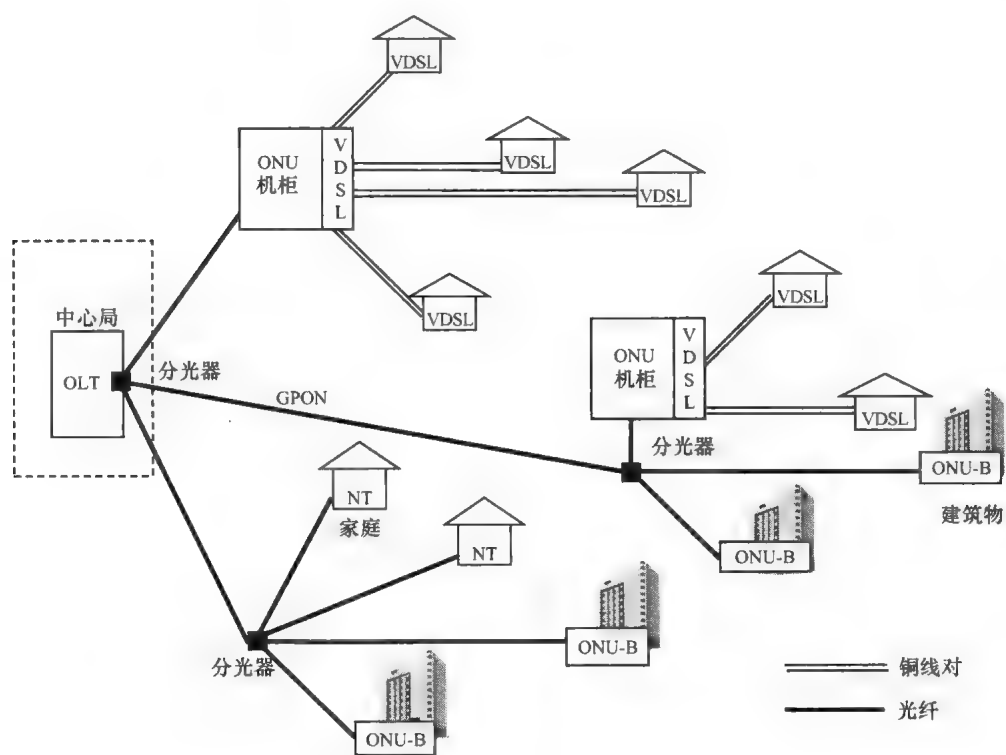 VDSL
ONU
机柜
V
D
S
L
VDSL
VDSL
VDSL
中心局
OLT
分光器
GPON
VDSL
ONU
机柜
V
D
S
L
VDSL
分光器
ONU-B
建筑物
ONU-B
NT
家庭
NT
分光器
ONU-B
ONU-B
铜线对
光纤